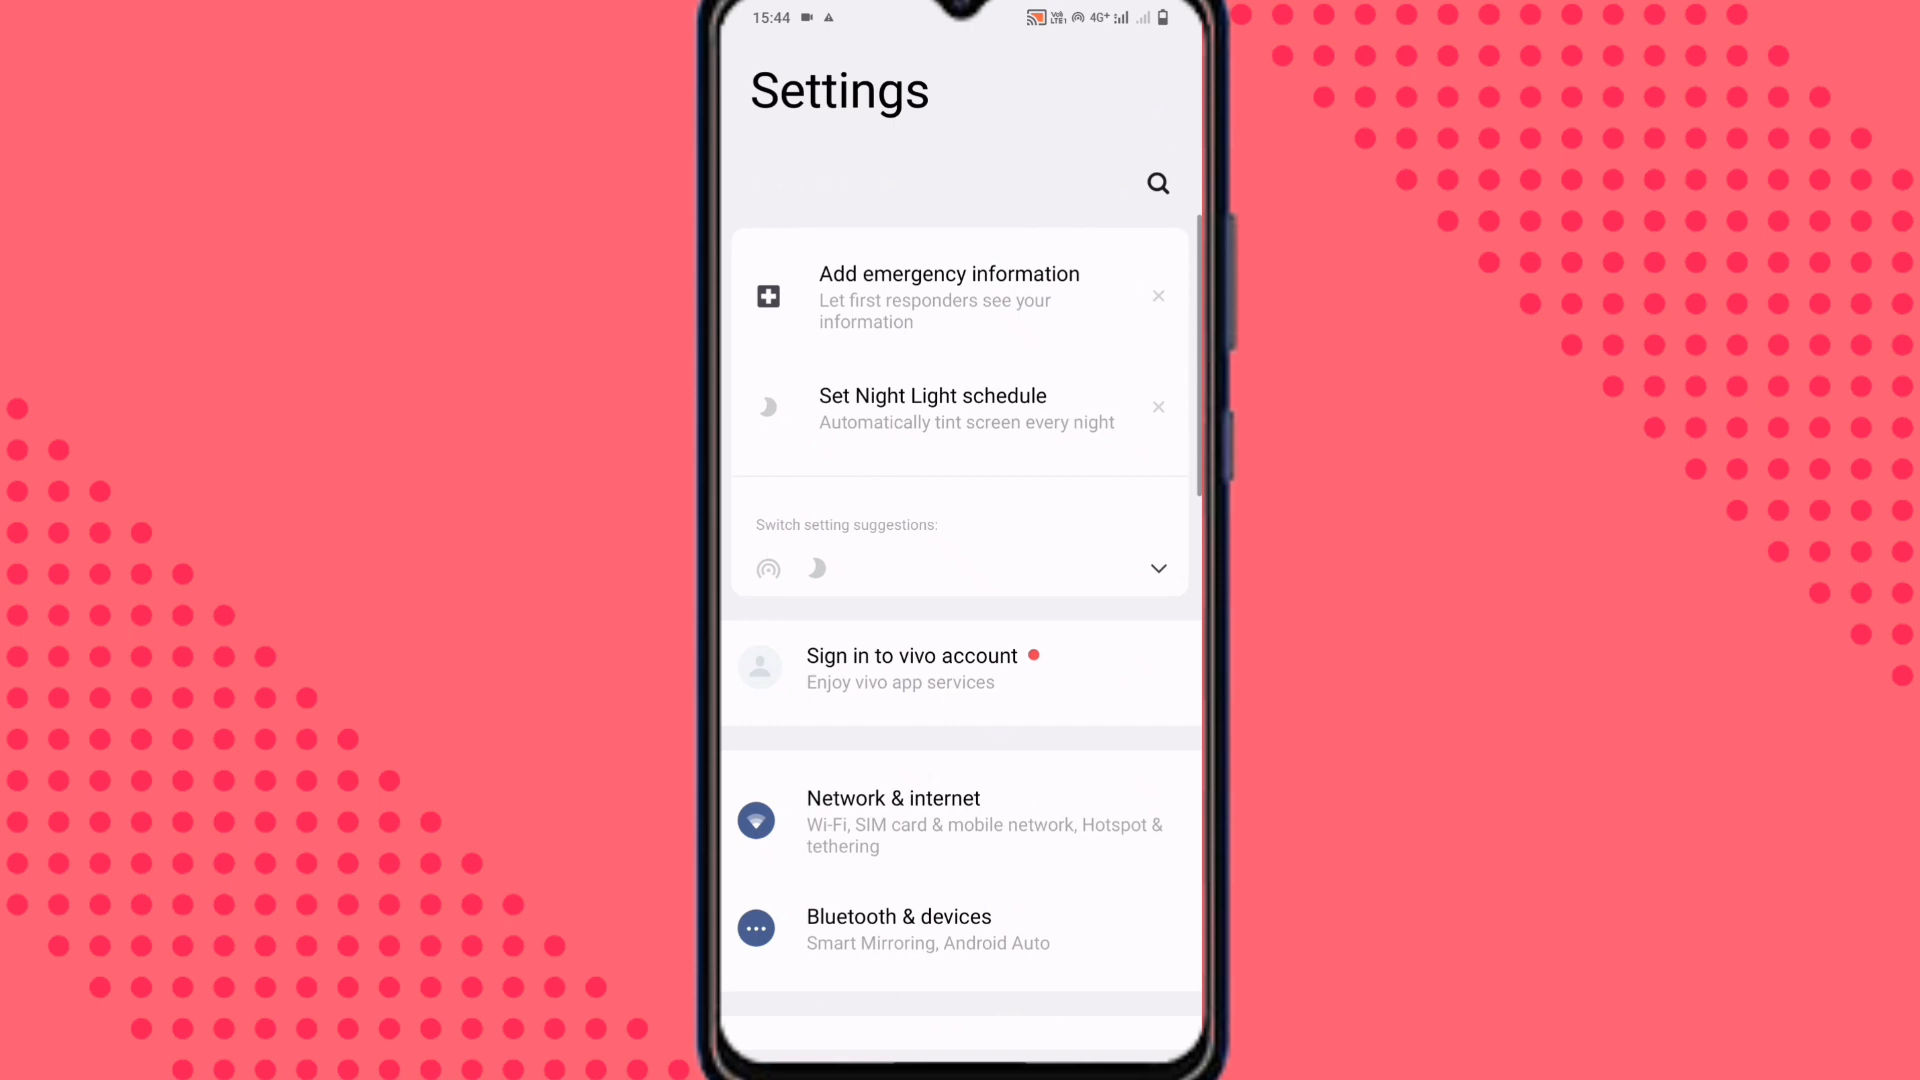 15:44
4G+
Settings
Add emergency information
Let first responders see your
information
Set Night Light schedule
Automatically tint screen every night
Switch setting suggestions:
Sign in to vivo account
Enjoy vivo app services
Network & internet
Wi-Fi, SIM card & mobile network, Hotspot &
tethering
Bluetooth & devices
Smart Mirroring, Android Auto